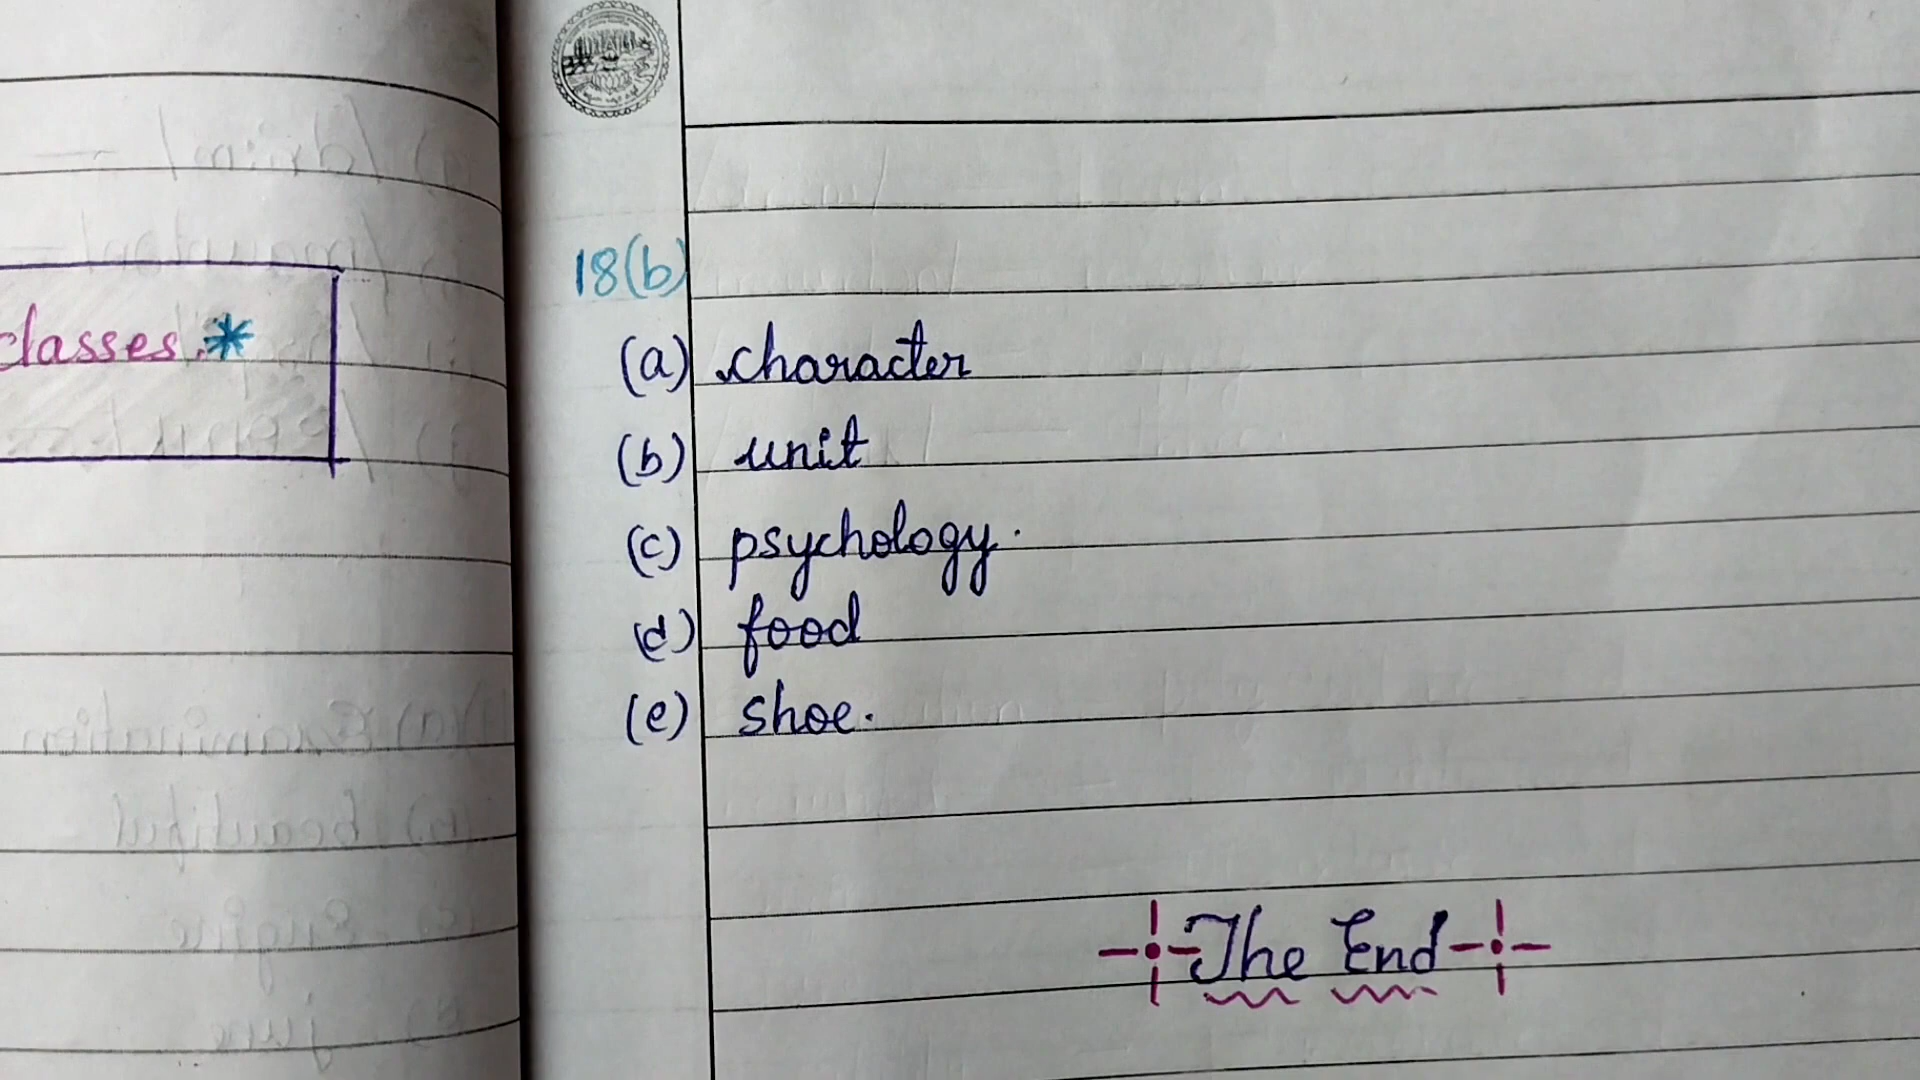 classes.*
18(b)
(a) character
(b) unit
(c) psychology.
(d) food
(e) shoe.
The End